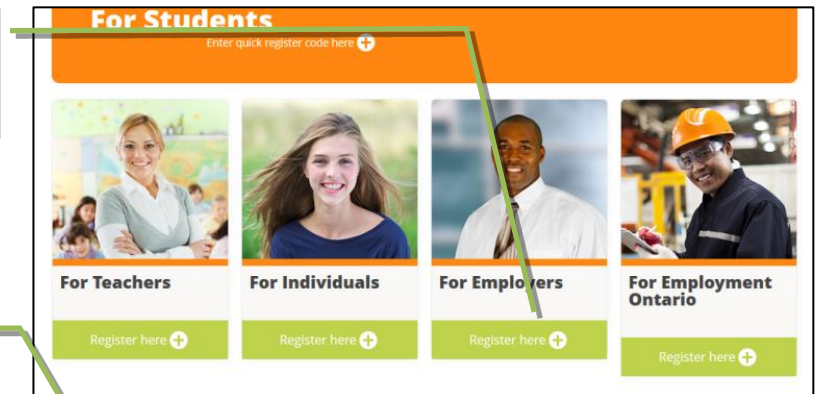 For Students
Enter quick register code here
For Teachers
Register here
For Individuals
Register here
For Employers
Register here
For Employment
Ontario
Register here